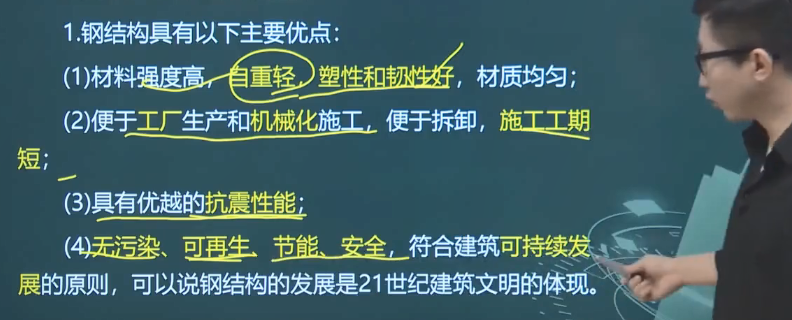 1.钢结构具有以下主要优点：
(1)材料强度高，自重轻，塑性和韧性好，材质均匀；
(2)便于工厂生产和机械化施工，便于拆卸，施工工期
短；
(3)具有优越的抗震性能；
(4)无污染、可再生、节能、安全，符合建筑可持续发
展的原则，可以说钢结构的发展是21世纪建筑文明的体现。